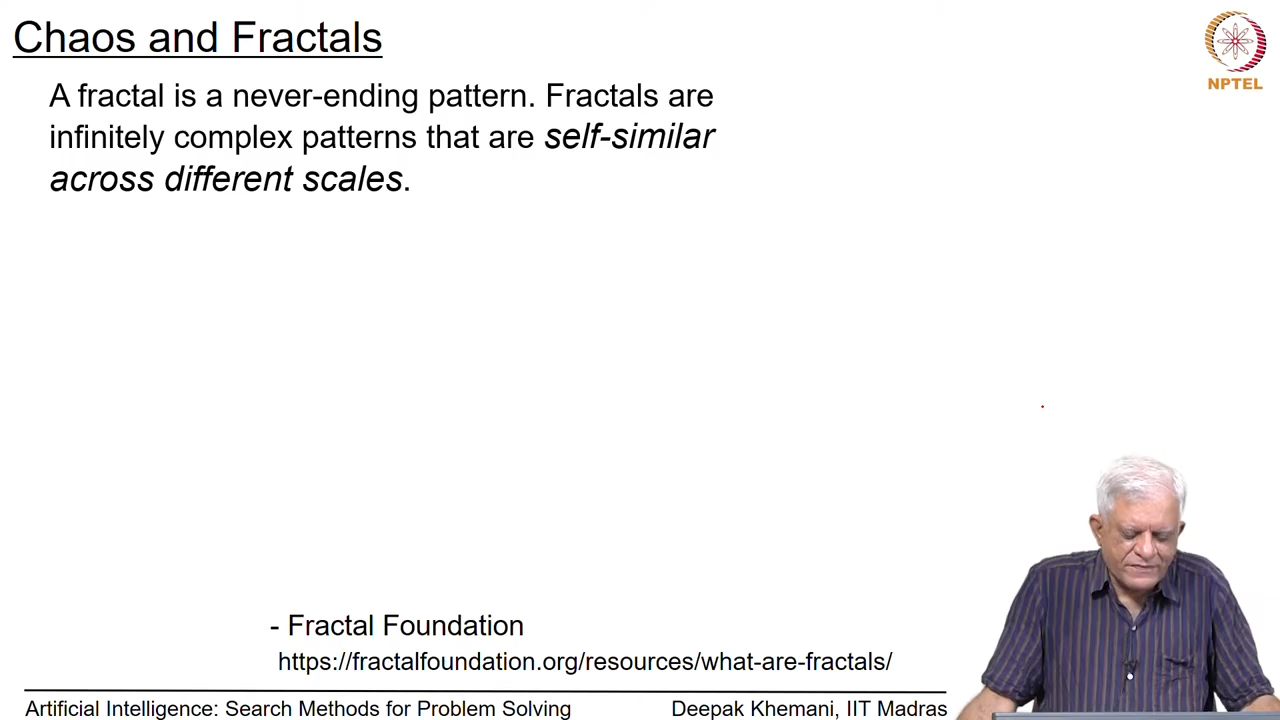 Chaos and Fractals
NPTEL
A fractal is a never-ending pattern. Fractals are
infinitely complex patterns that are self-similar
across different scales.
- Fractal Foundation
https://fractalfoundation.org/resources/what-are-fractals/
Artificial Intelligence: Search Methods for Problem Solving
Deepak Khemani, IIT Madras